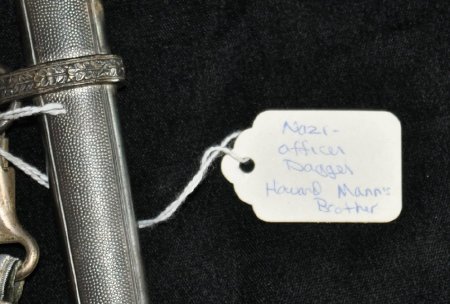 Nazi-
officer
Dagger
Howard Mann's
Brother